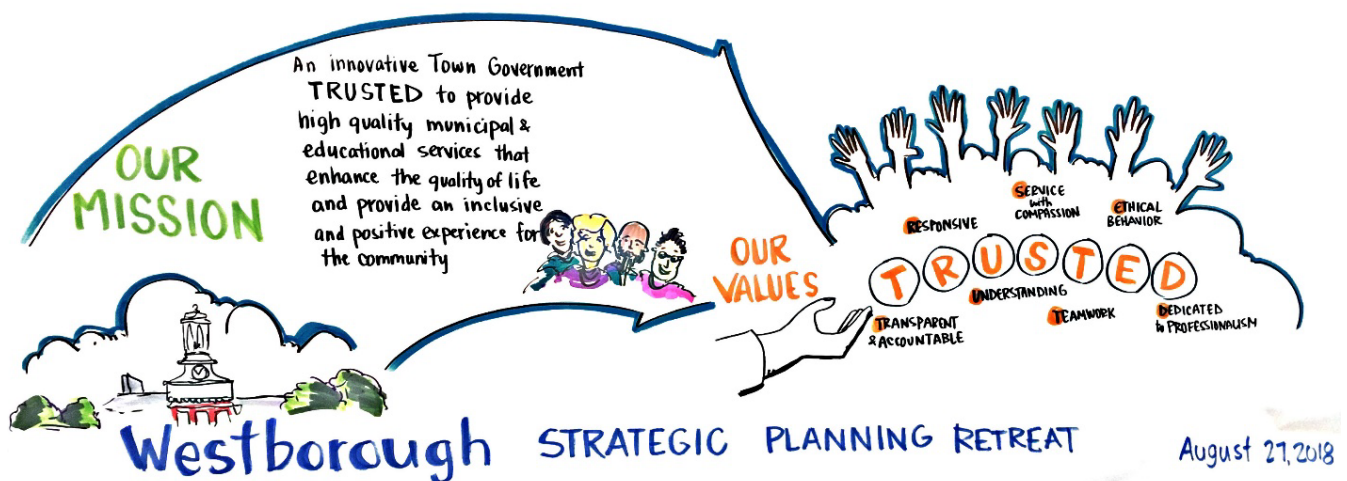 OUR
MISSION
An innovative Town Government
TRUSTED to provide
high quality municipal &
educational services that
enhance the quality of life
and provide an inclusive
and positive experience for
the community
OUR
VALUES
TRUSTED
TRANSPARENT
& ACCOUNTABLE
RESPONSIVE
UNDERSTANDING
SERVICE
with
COMPASSION
TEAMWORK
ETHICAL
BEHAVIOR
DEDICATED
to PROFESSIONALISM
Westborough STRATEGIC PLANNING RETREAT
August 27, 2018